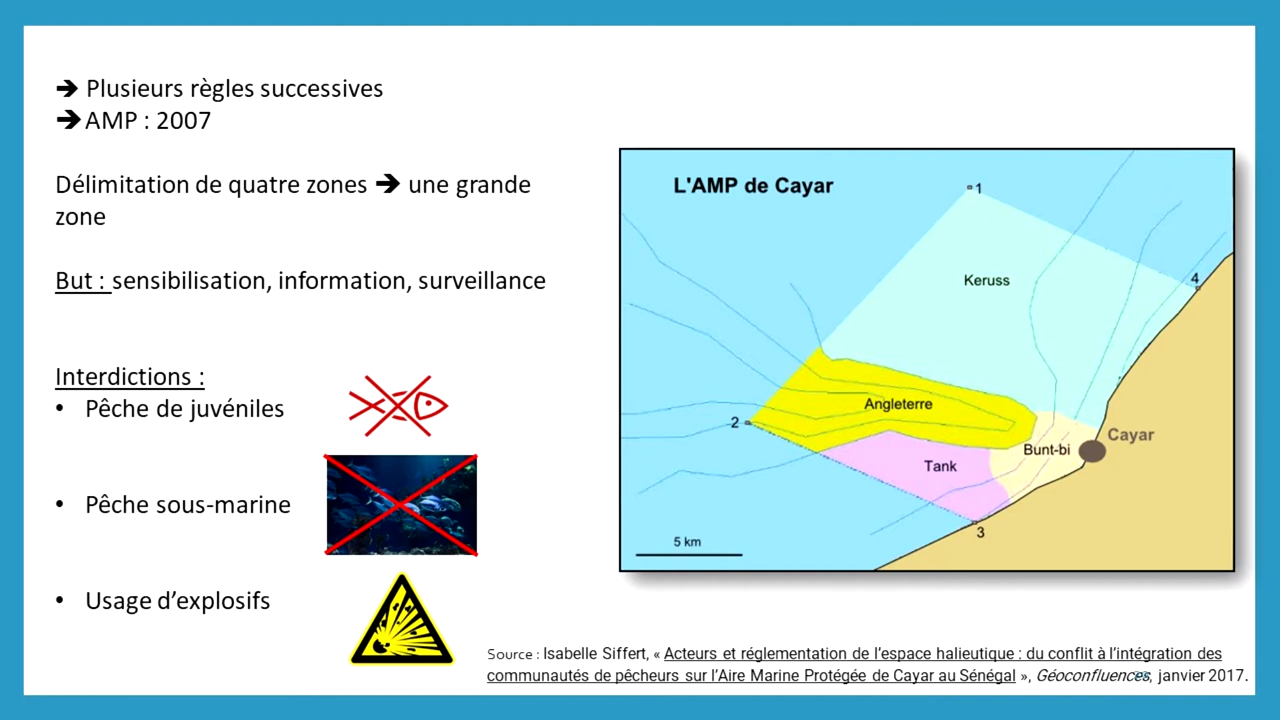 ➔ Plusieurs règles successives
➔ AMP : 2007
Délimitation de quatre zones ➔ une grande
zone
But : sensibilisation, information, surveillance
Interdictions :
• Pêche de juvéniles
• Pêche sous-marine
• Usage d’explosifs
L'AMP de Cayar
1
Keruss
4
Angleterre
2
Cayar
Bunt-bi
Tank
3
5 km
Source : Isabelle Siffert, « Acteurs et réglementation de l’espace halieutique : du conflit à l’intégration des
communautés de pêcheurs sur l’Aire Marine Protégée de Cayar au Sénégal », Géoconfluences, janvier 2017.